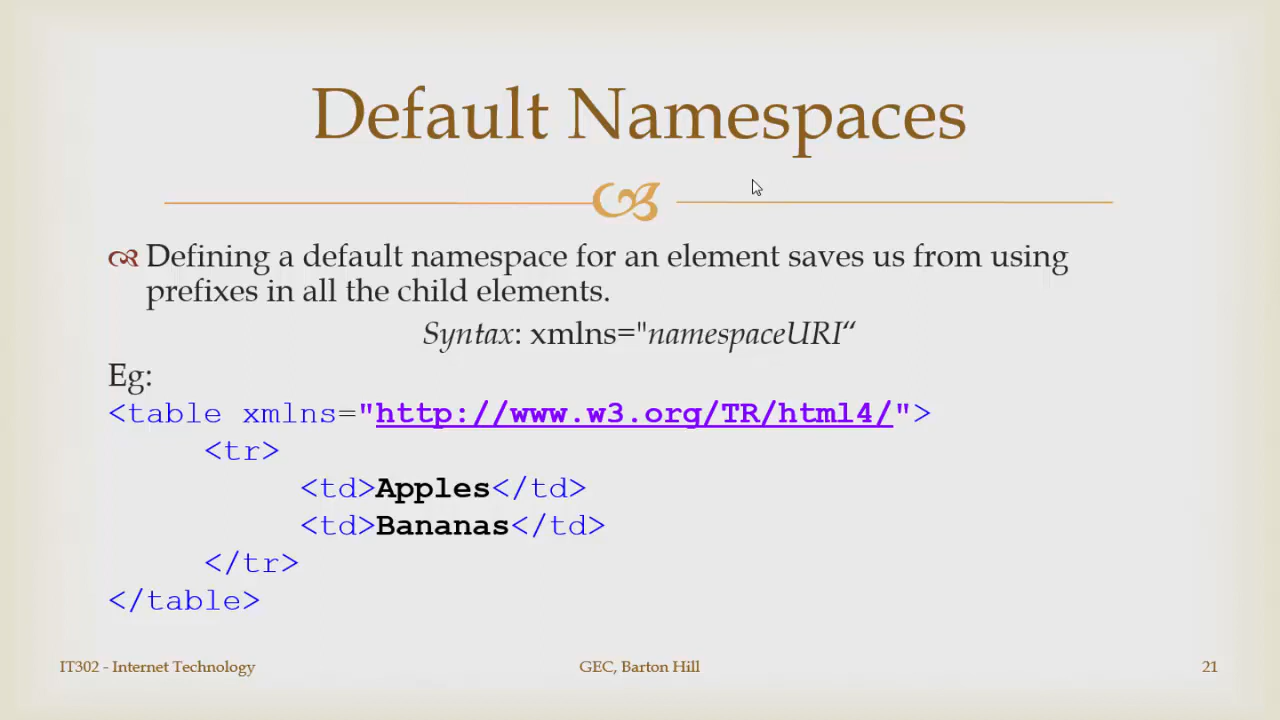 Default Namespaces
Defining a default namespace for an element saves us from using
prefixes in all the child elements.
Syntax: xmlns="namespaceURI“
Eg:
<table xmlns="http://www.w3.org/TR/html4/">
<tr>
<td>Apples</td>
<td>Bananas</td>
</tr>
</table>
IT302 - Internet Technology
GEC, Barton Hill
21